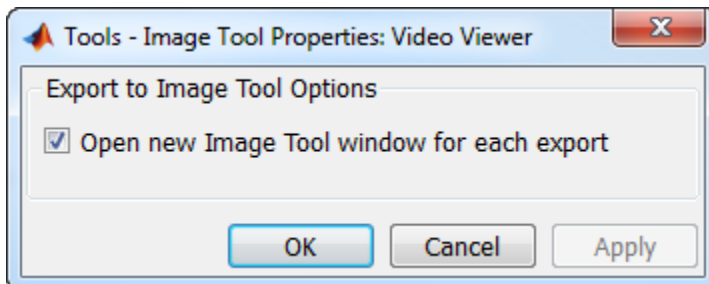 Tools - Image Tool Properties: Video Viewer
Export to Image Tool Options
Open new Image Tool window for each export
OK Cancel Apply